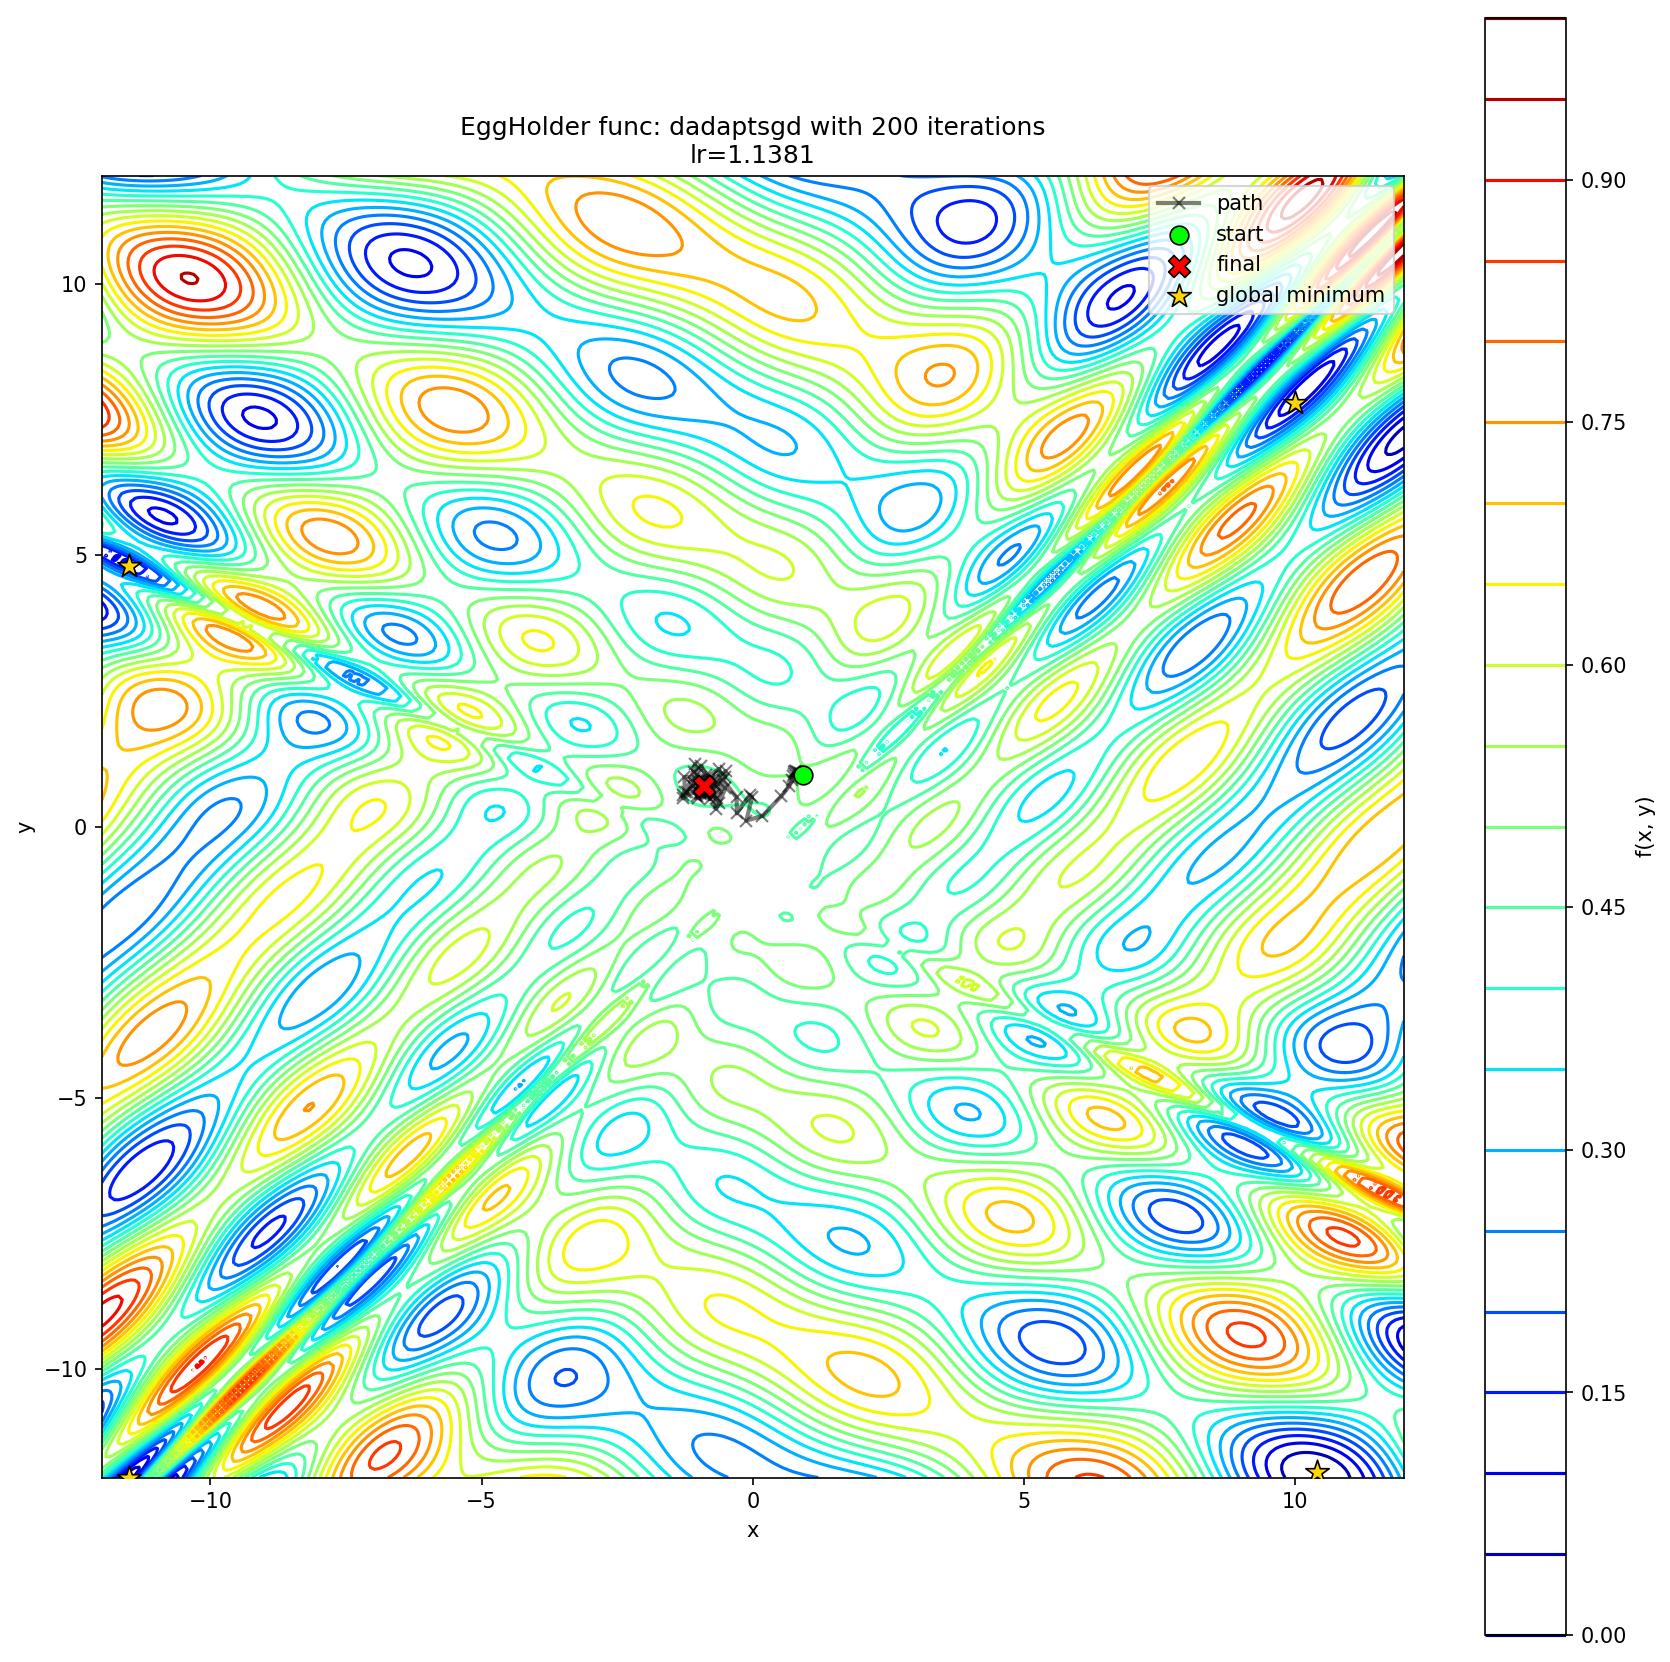 EggHolder func: dadaptsgd with 200 iterations
lr=1.1381
path
start
final
global minimum
10
5
0
−5
−10
y
−10
−5
0
5
10
x
0.90
0.75
0.60
0.45
0.30
0.15
0.00
f(x, y)